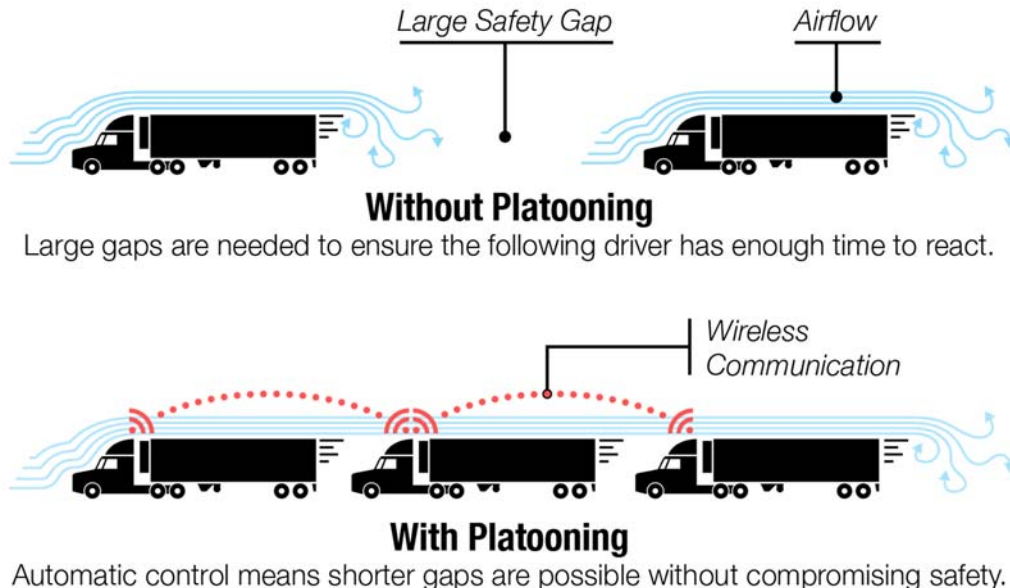 Large Safety Gap
Airflow
Without Platooning
Large gaps are needed to ensure the following driver has enough time to react.
Wireless
Communication
With Platooning
Automatic control means shorter gaps are possible without compromising safety.